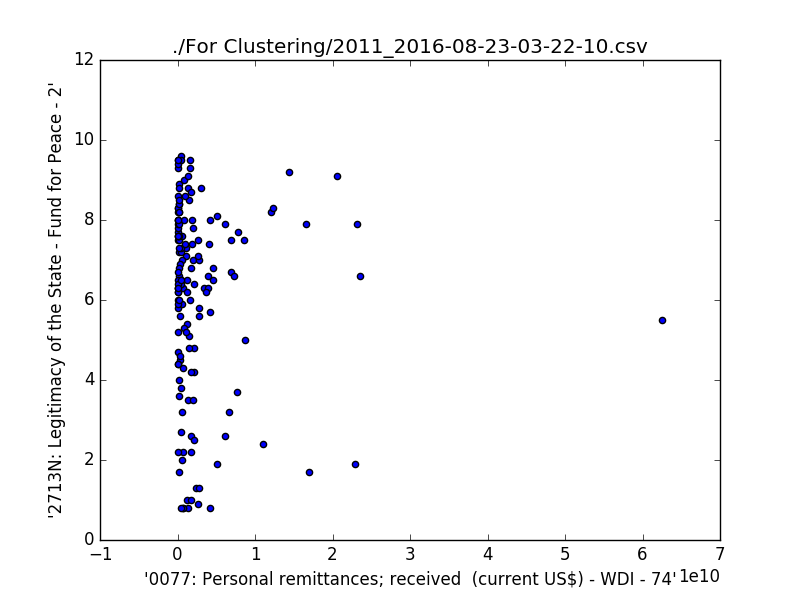 ./For Clustering/2011_2016-08-23-03-22-10.csv
'2713N: Legitimacy of the State - Fund for Peace - 2'
12
10
8
6
4
2
0
−1 0 1 2 3 4 5 6 7
1e10
'0077: Personal remittances; received  (current US$) - WDI - 74'